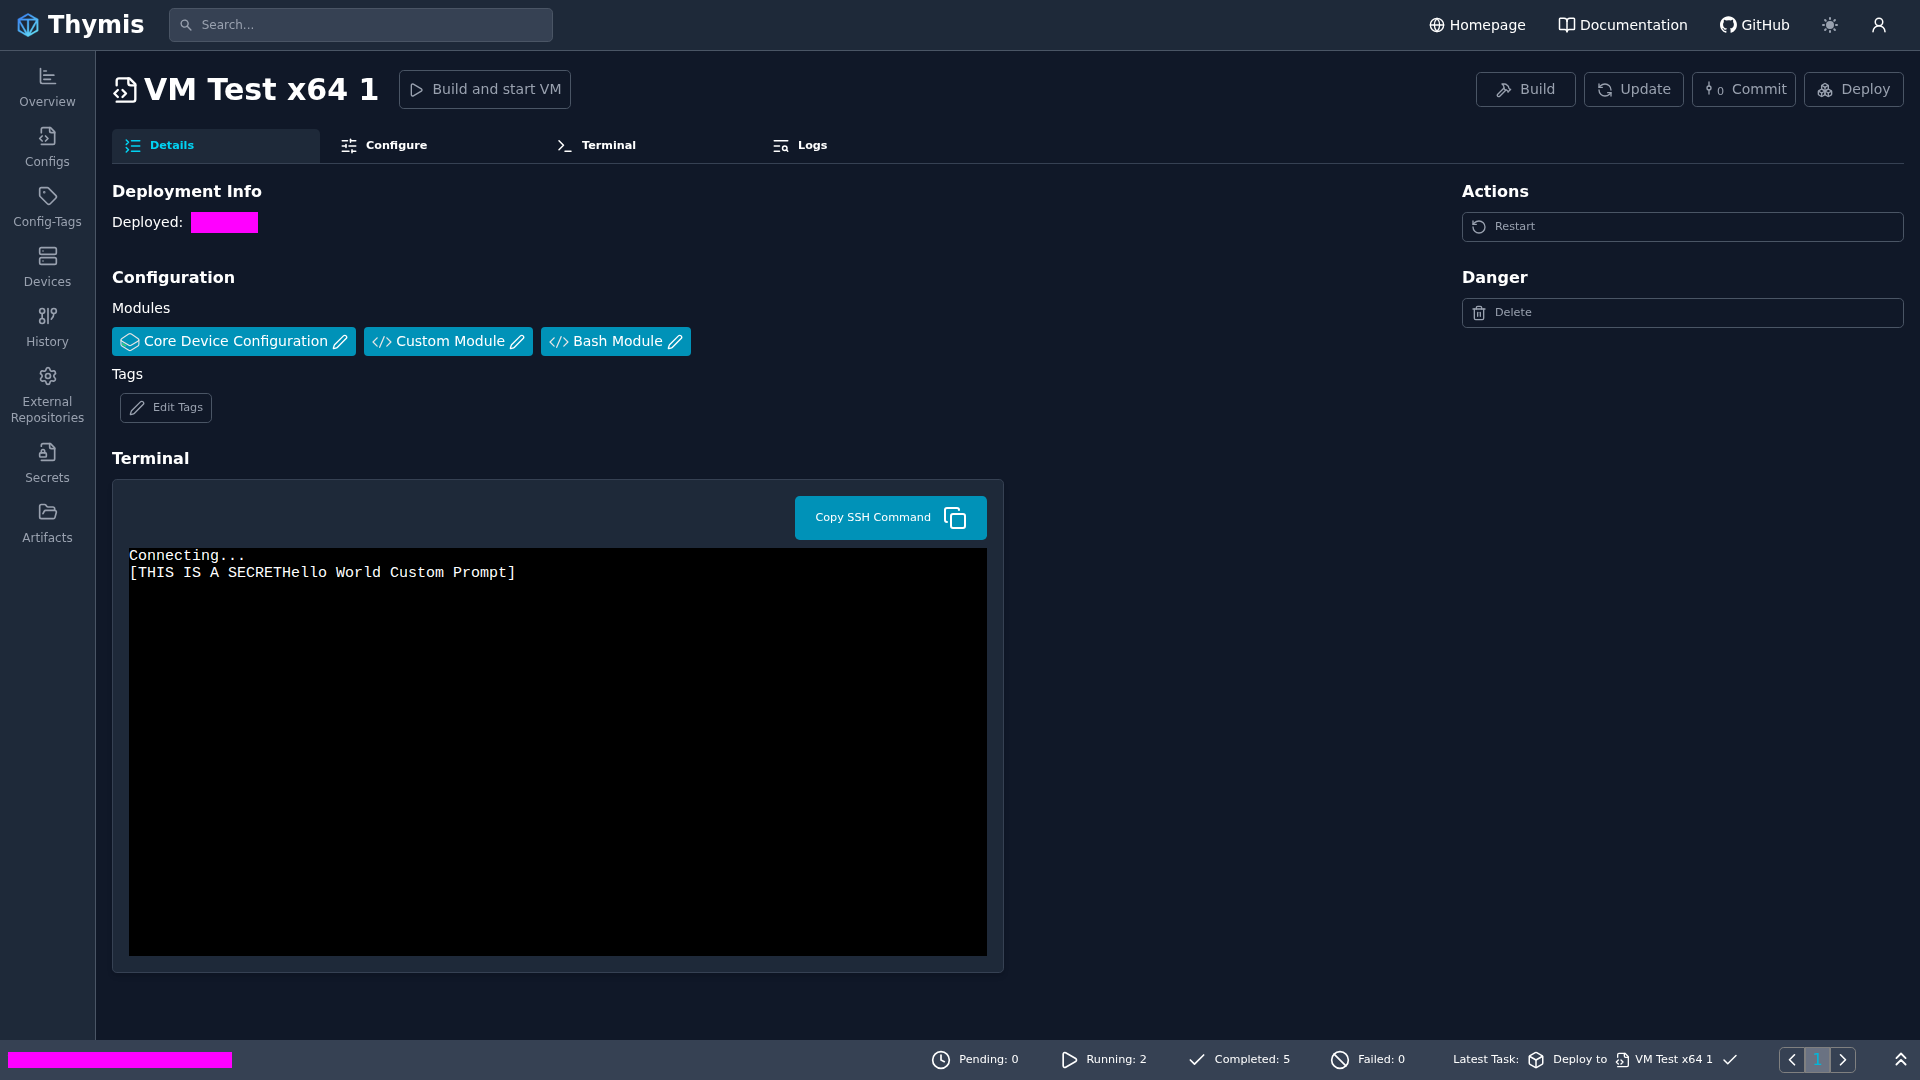 Thymis
Search...
Homepage
Documentation
GitHub
Overview
Configs
Config-Tags
Devices
History
External
Repositories
Secrets
Artifacts
VM Test x64 1
Build and start VM
Build
Update
0 Commit
Deploy
Details
Configure
Terminal
Logs
Deployment Info
Deployed:
Configuration
Modules
Core Device Configuration
Custom Module
Bash Module
Tags
Edit Tags
Actions
Restart
Danger
Delete
Terminal
Copy SSH Command
Connecting...
[THIS IS A SECRETHello World Custom Prompt]
Pending: 0
Running: 2
Completed: 5
Failed: 0
Latest Task:
Deploy to
VM Test x64 1
1